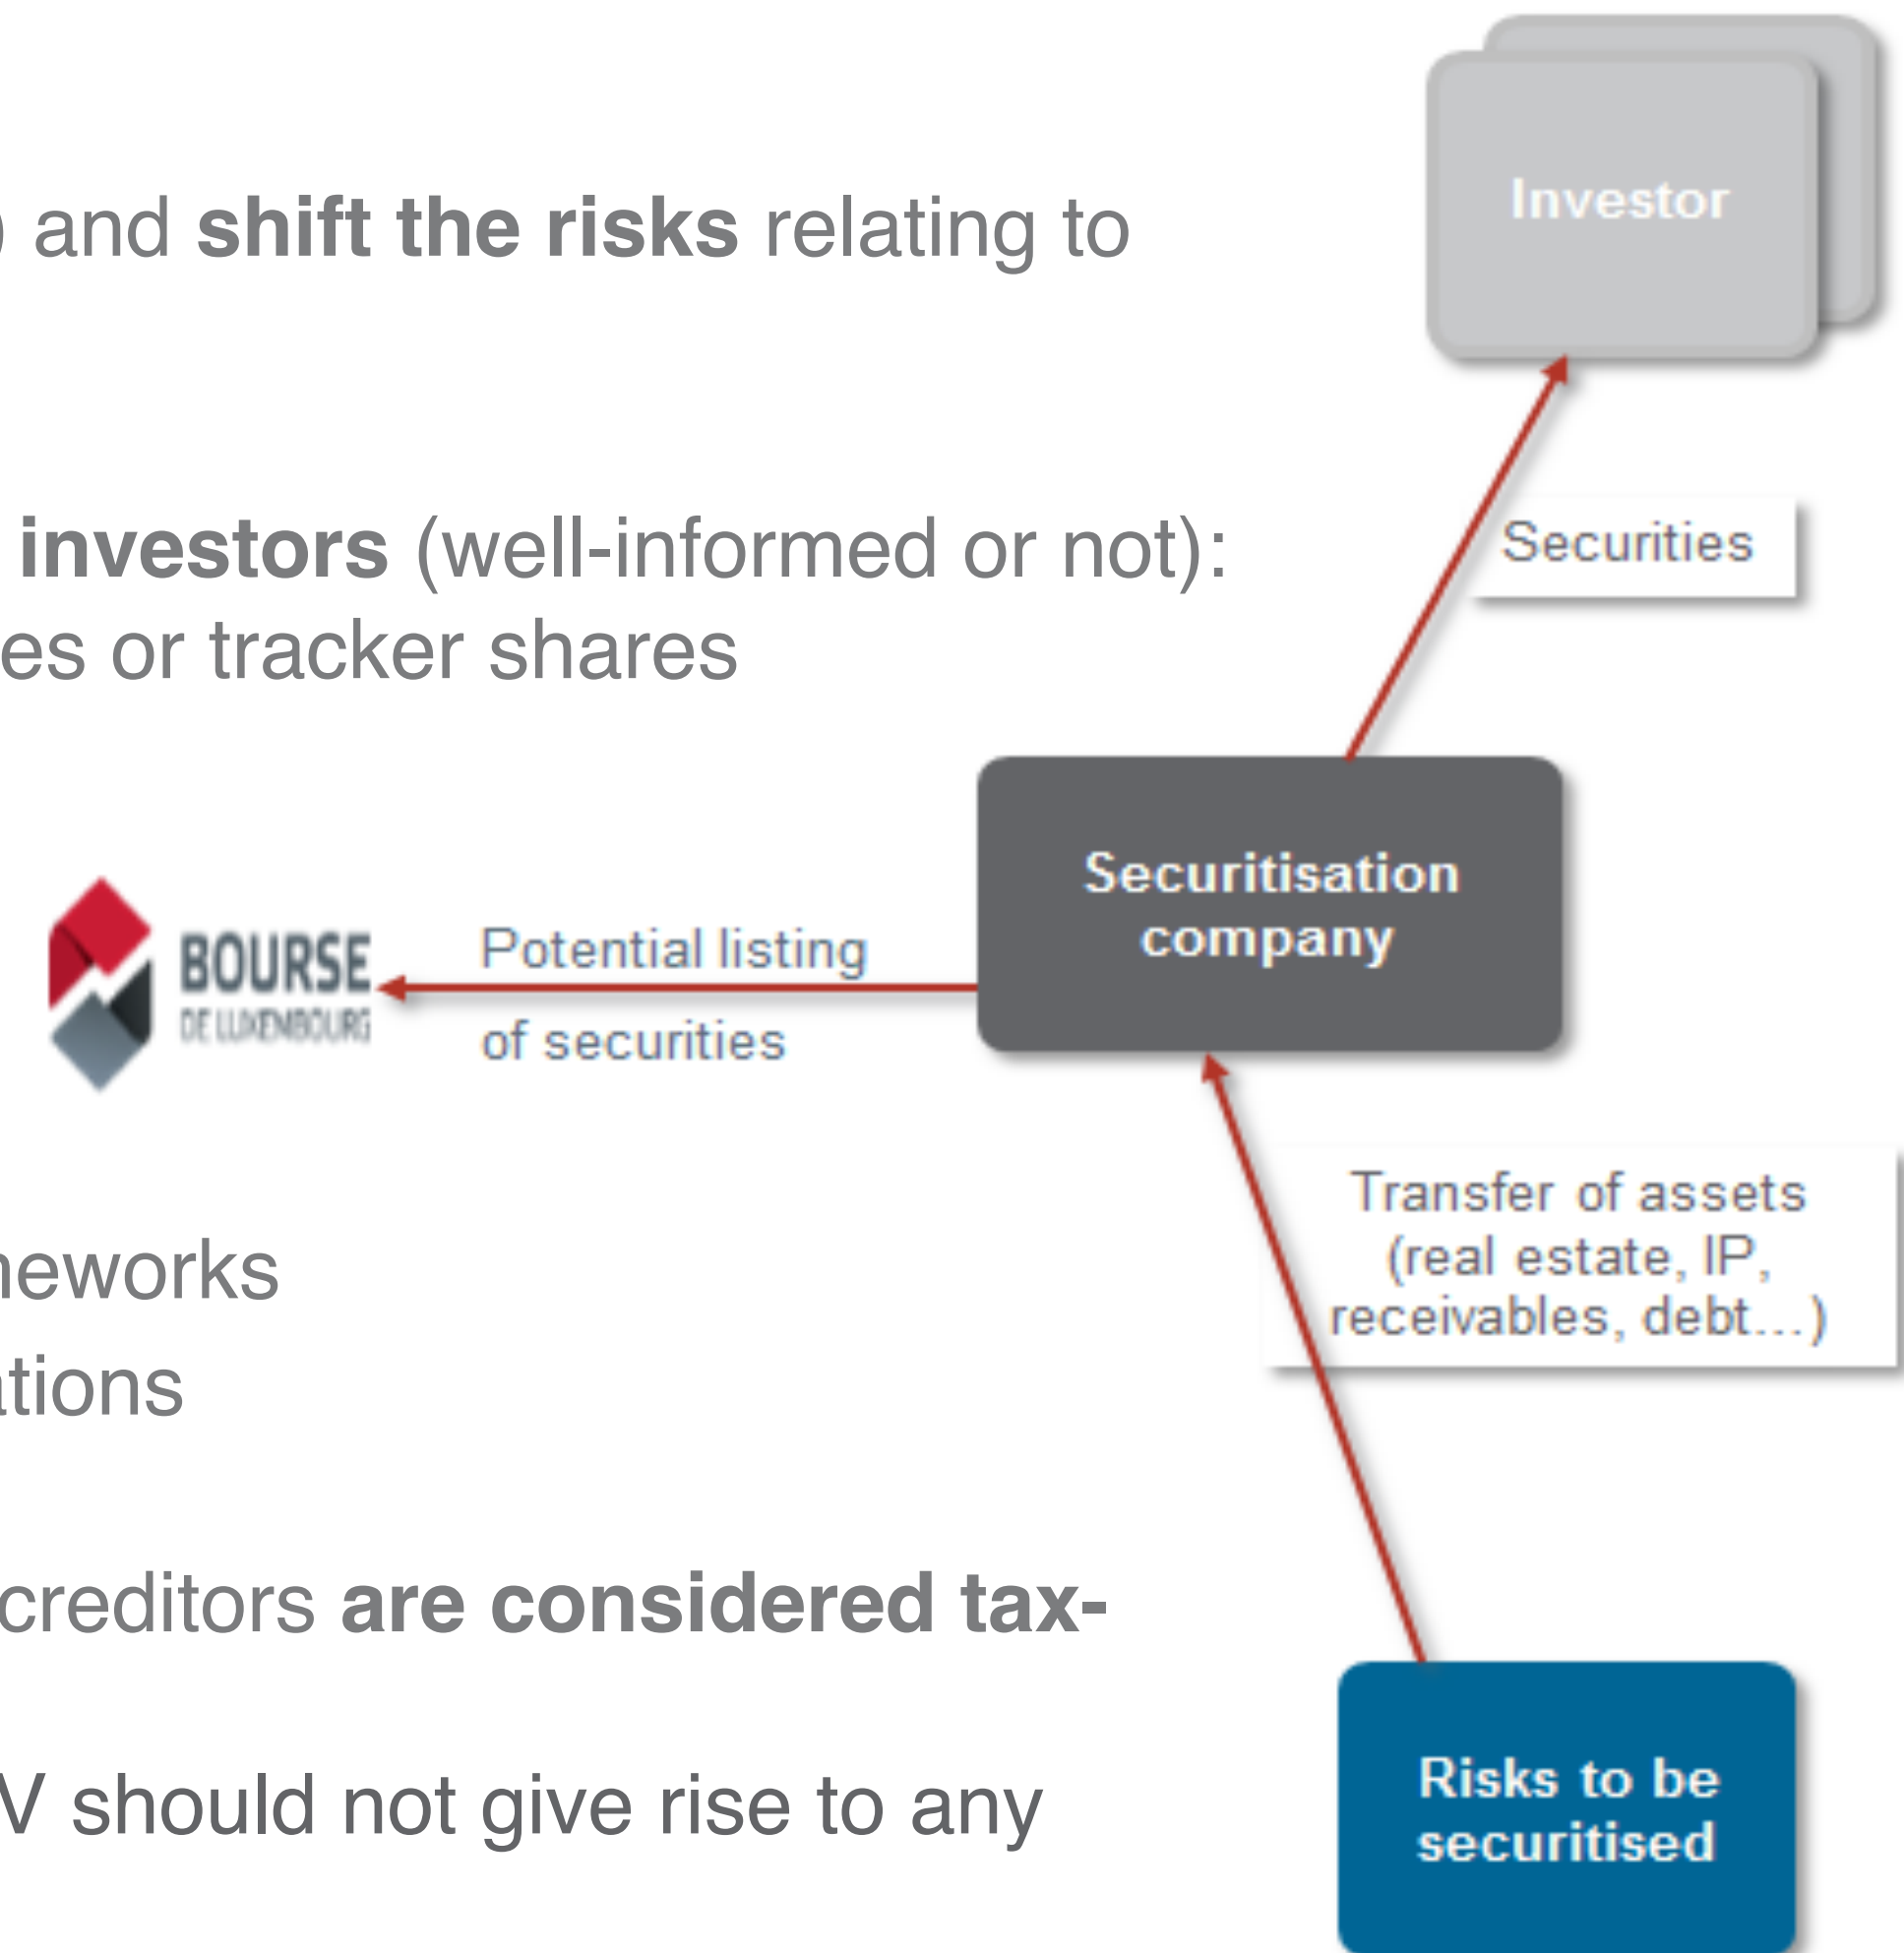 and shift the risks relating to
investors (well-informed or not):
es or tracker shares
neworks
ations
creditors are considered tax-
V should not give rise to any
Investor
Securities
Securitisation
company
BOURSE
DE LUXEMBOURG
Potential listing
of securities
Transfer of assets
(real estate, IP,
receivables, debt...)
Risks to be
securitised